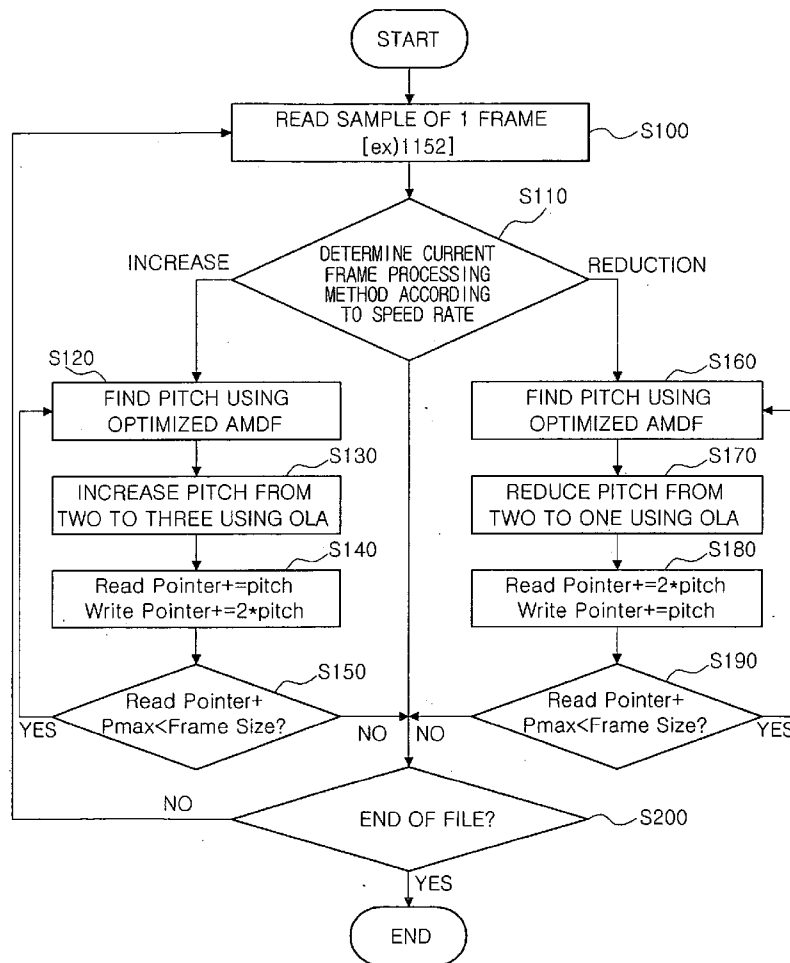 START
READ SAMPLE OF 1 FRAME
[ex)1152]
S100
S110
DETERMINE CURRENT
FRAME PROCESSING
METHOD ACCORDING
TO SPEED RATE
INCREASE
REDUCTION
S120
FIND PITCH USING
OPTIMIZED AMDF
S130
INCREASE PITCH FROM
TWO TO THREE USING OLA
S140
Read Pointer+=pitch
Write Pointer+=2*pitch
S150
Read Pointer+
Pmax<Frame Size?
YES
NO
S160
FIND PITCH USING
OPTIMIZED AMDF
S170
REDUCE PITCH FROM
TWO TO ONE USING OLA
S180
Read Pointer+=2*pitch
Write Pointer+=pitch
S190
Read Pointer+
Pmax<Frame Size?
NO
YES
NO
END OF FILE?
S200
YES
END